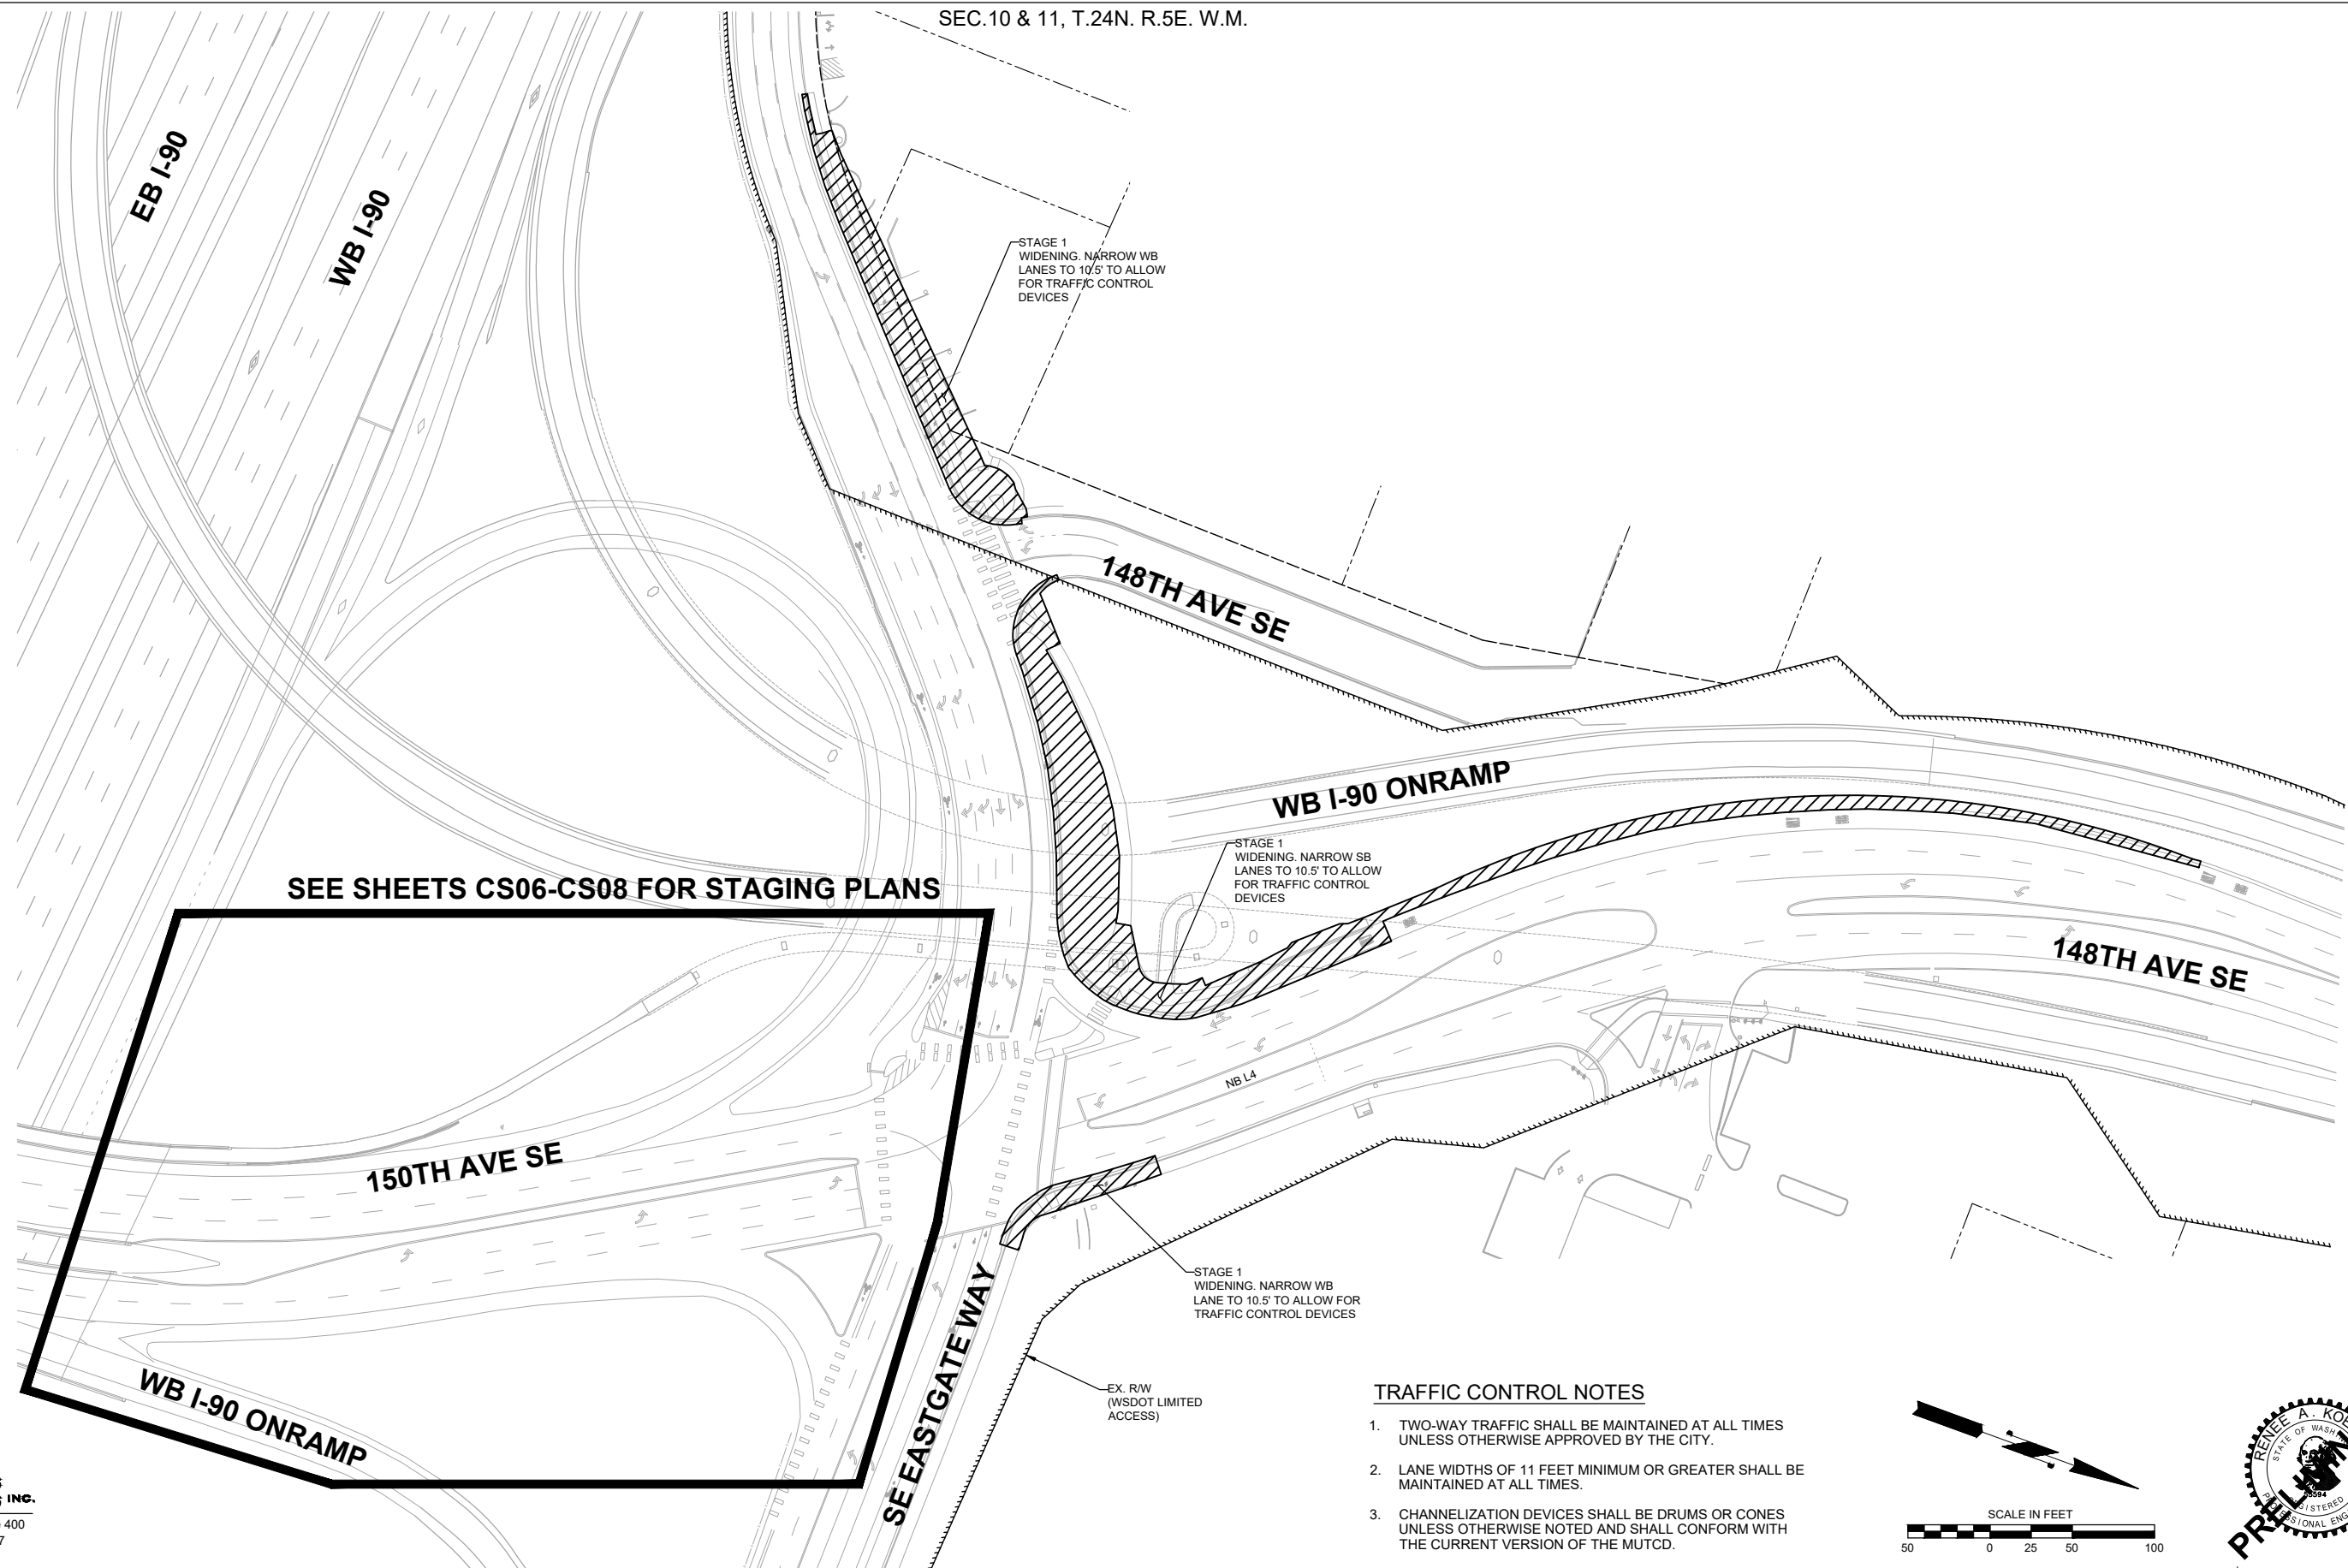 SEC.10 & 11, T.24N. R.5E. W.M.
EB I-90
WB I-90
STAGE 1
WIDENING. NARROW WB
LANES TO 10.5' TO ALLOW
FOR TRAFFIC CONTROL
DEVICES
148TH AVE SE
WB I-90 ONRAMP
STAGE 1
WIDENING. NARROW SB
LANES TO 10.5' TO ALLOW
FOR TRAFFIC CONTROL
DEVICES
SEE SHEETS CS06-CS08 FOR STAGING PLANS
148TH AVE SE
NB L4
150TH AVE SE
STAGE 1
WIDENING. NARROW WB
LANE TO 10.5' TO ALLOW FOR
TRAFFIC CONTROL DEVICES
SE EASTGATE WAY
WB I-90 ONRAMP
EX. R/W
(WSDOT LIMITED
ACCESS)
TRAFFIC CONTROL NOTES
1. TWO-WAY TRAFFIC SHALL BE MAINTAINED AT ALL TIMES
UNLESS OTHERWISE APPROVED BY THE CITY.
2. LANE WIDTHS OF 11 FEET MINIMUM OR GREATER SHALL BE
MAINTAINED AT ALL TIMES.
3. CHANNELIZATION DEVICES SHALL BE DRUMS OR CONES
UNLESS OTHERWISE NOTED AND SHALL CONFORM WITH
THE CURRENT VERSION OF THE MUTCD.
SCALE IN FEET
50 0 25 50 100
RENEE A.
STATE OF
INC.
400
7